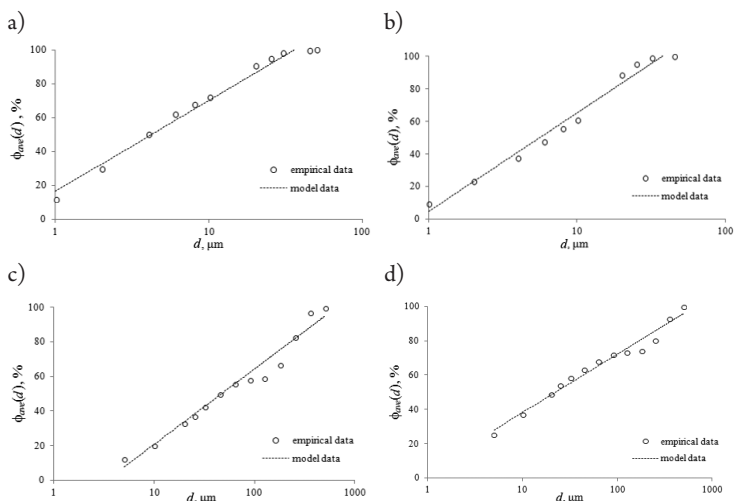 a)
100
80
60
40
20
0
ϕave(d), %
empirical data
model data
1
10
100
d, μm
b)
100
80
60
40
20
0
ϕave(d), %
empirical data
model data
1
10
100
d, μm
c)
100
80
60
40
20
0
ϕave(d), %
empirical data
model data
1
10
100
1000
d, μm
d)
100
80
60
40
20
0
ϕave(d), %
empirical data
model data
1
10
100
1000
d, μm